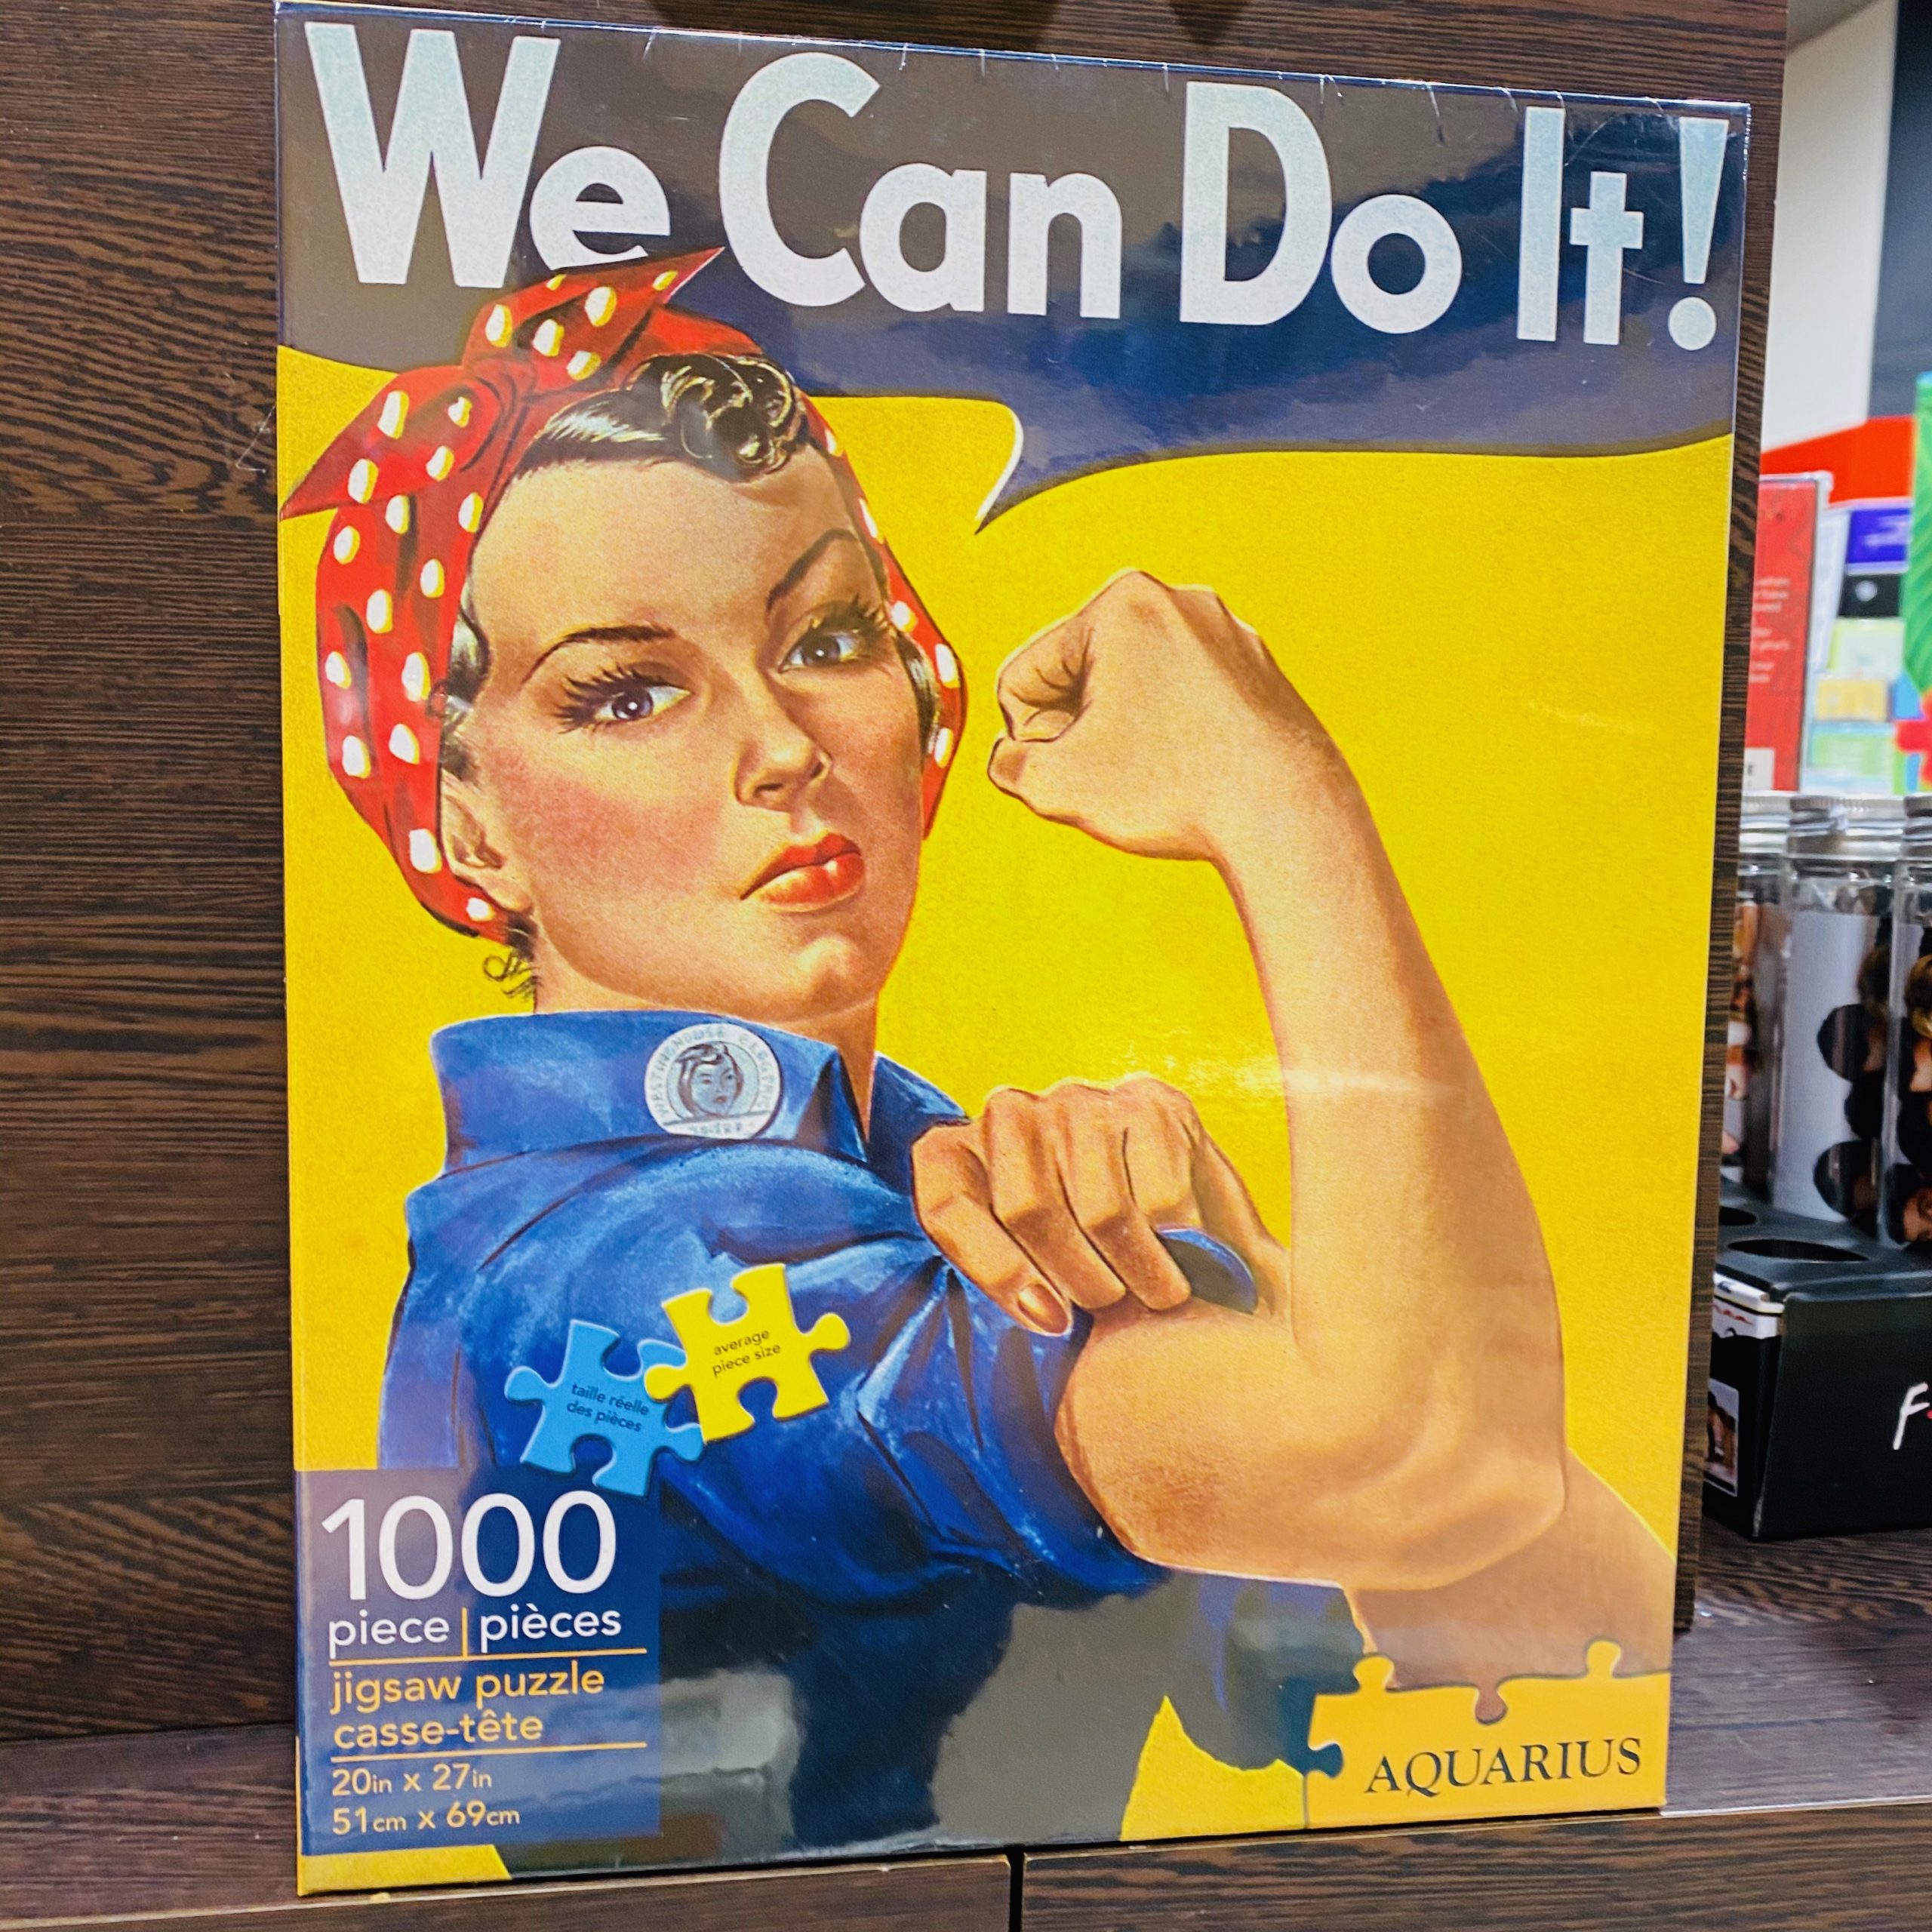 We Can Do It!
average
piece size
taille réelle
des pièces
1000
piece | pièces
jigsaw puzzle
casse-tête
20in x 27in
51cm x 69cm
AQUARIUS